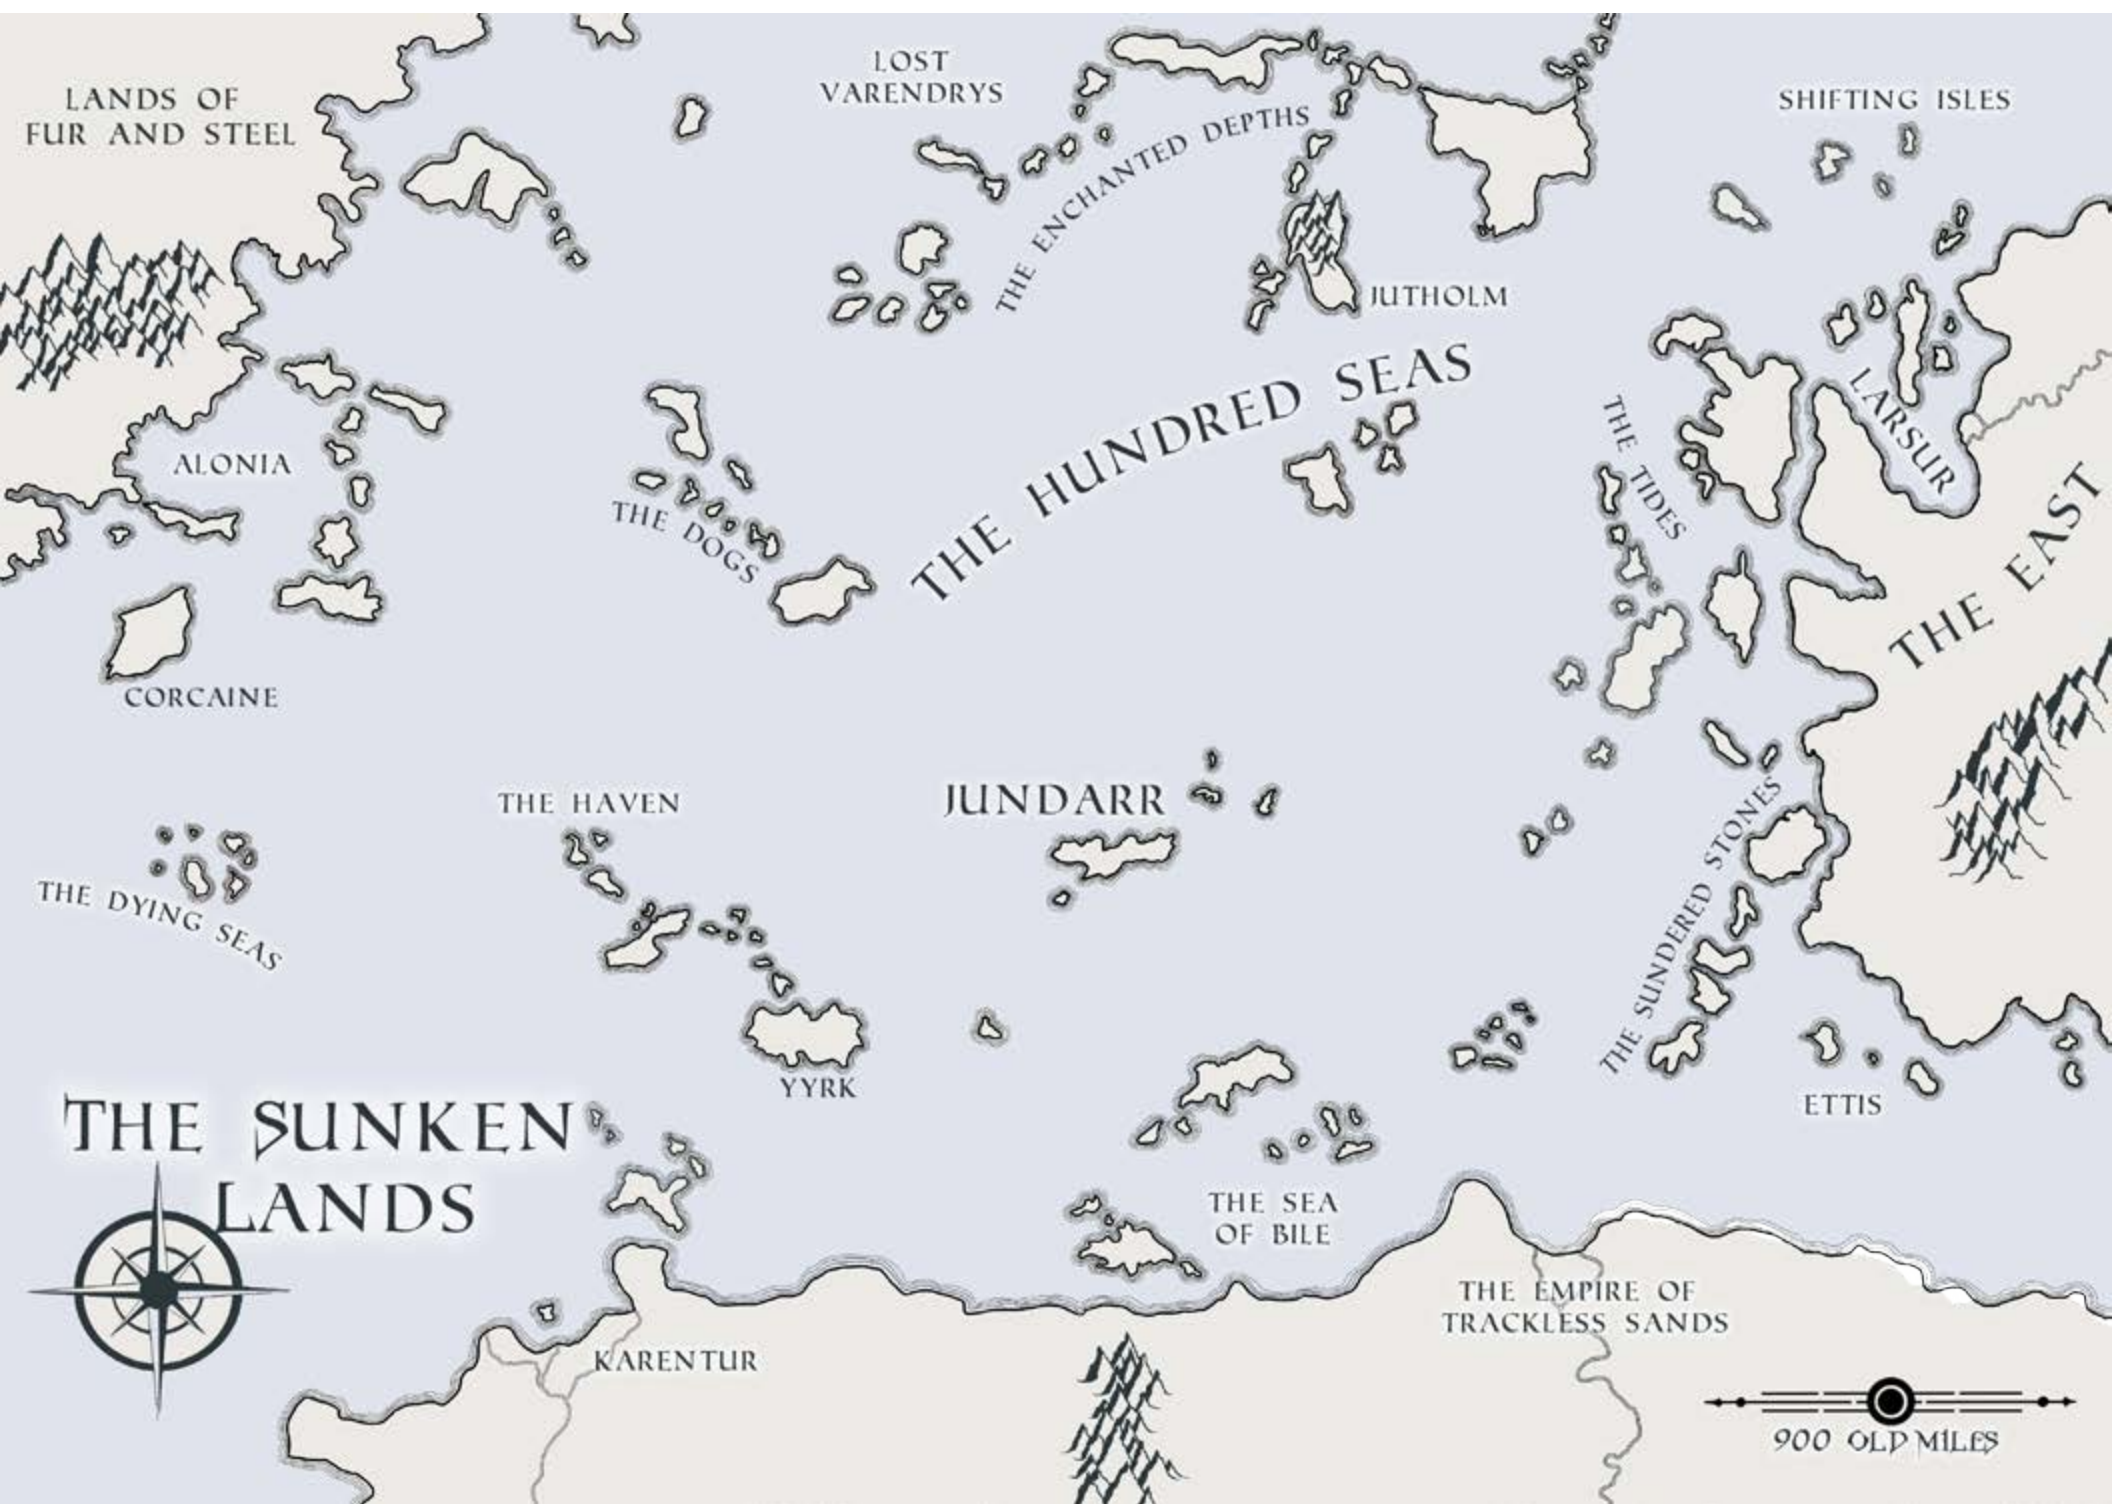 LOST
VARENDRYS
LANDS OF
FUR AND STEEL
SHIFTING ISLES
THE ENCHANTED DEPTHS
JUTHOLM
THE HUNDRED SEAS
LARSUR
THE TIDES
ALONIA
THE DOGS
THE EAST
CORCAINE
THE HAVEN
JUNDARR
THE SUNDERED STONES
THE DYING SEAS
YYRK
ETTIS
THE SUNKEN
LANDS
THE SEA
OF BILE
THE EMPIRE OF
TRACKLESS SANDS
KARENTUR
900 OLD MILES